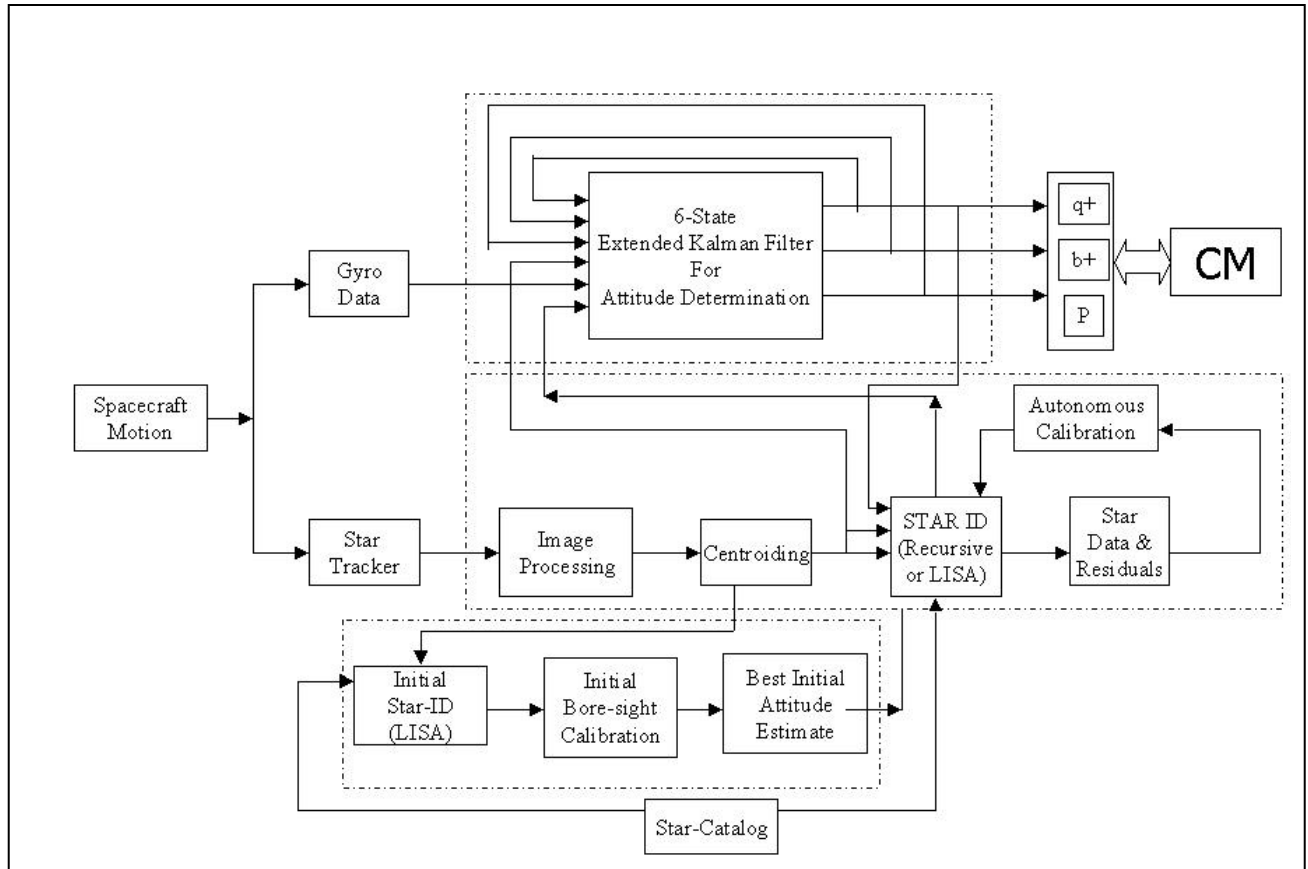 6-State
Extended Kalman Filter
For
Attitude Determination
q+
b+
P
CM
Gyro
Data
Spacecraft
Motion
Autonomous
Calibration
Star
Tracker
Image
Processing
Centroiding
STAR ID
(Recursive
or LISA)
Star
Data &
Residuals
Initial
Star-ID
(LISA)
Initial
Bore-sight
Calibration
Best Initial
Attitude
Estimate
Star-Catalog